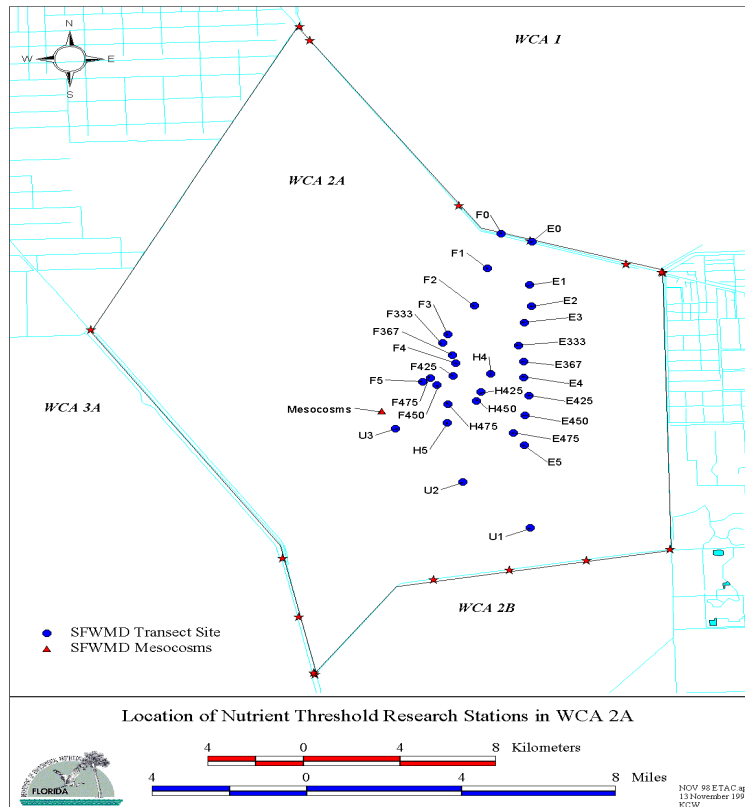 N
WCA 1
W E
S
WCA 2A
F0
E0
F1
E1
F2
E2
F3
E3
F333
E333
F367
H4
E367
F4
E4
F425
H425
E425
F5
F475
H450
E450
Mesocosms
F450
H475
E475
U3
H5
E5
WCA 3A
U2
U1
WCA 2B
SFWMD Transect Site
SFWMD Mesocosms
Location of Nutrient Threshold Research Stations in WCA 2A
4 0 4 8 Kilometers
4 0 4 8 Miles
FLORIDA
NOV 98 ETAC.ap
13 November 199
KCW